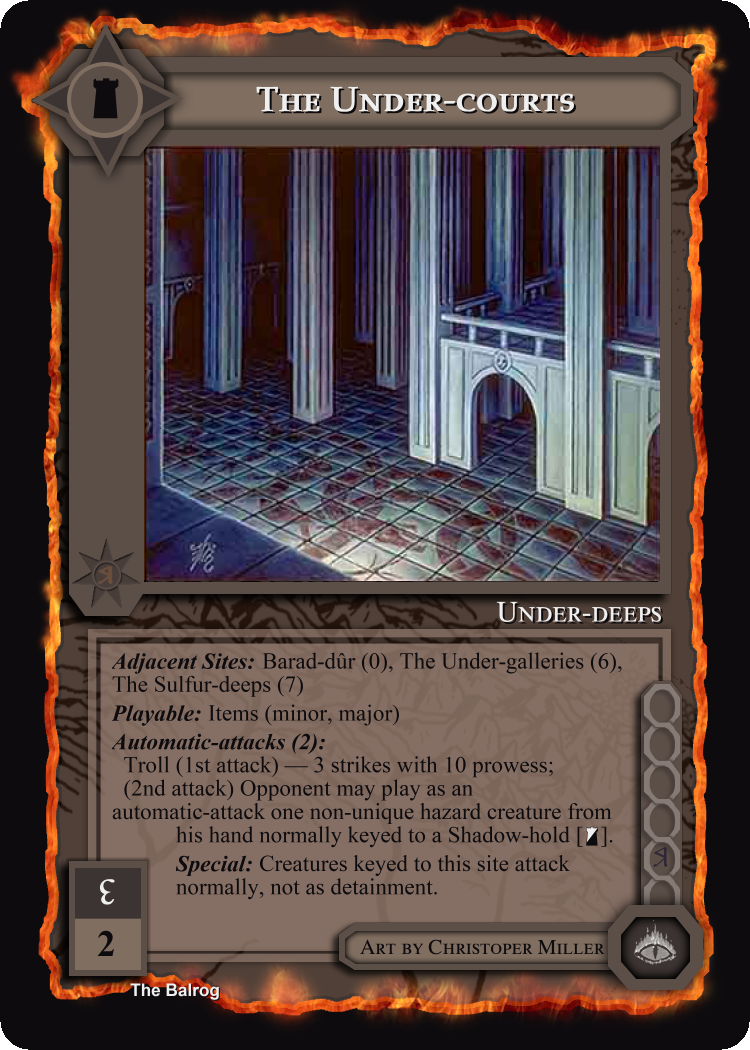 The Under-courts
Under-deeps
Adjacent Sites: Barad-dûr (0), The Under-galleries (6),
The Sulfur-deeps (7)
Playable: Items (minor, major)
Automatic-attacks (2):
Troll (1st attack) — 3 strikes with 10 prowess;
(2nd attack) Opponent may play as an
automatic-attack one non-unique hazard creature from
his hand normally keyed to a Shadow-hold [].
Special: Creatures keyed to this site attack
normally, not as detainment.
2
Art by Christoper Miller
The Balrog